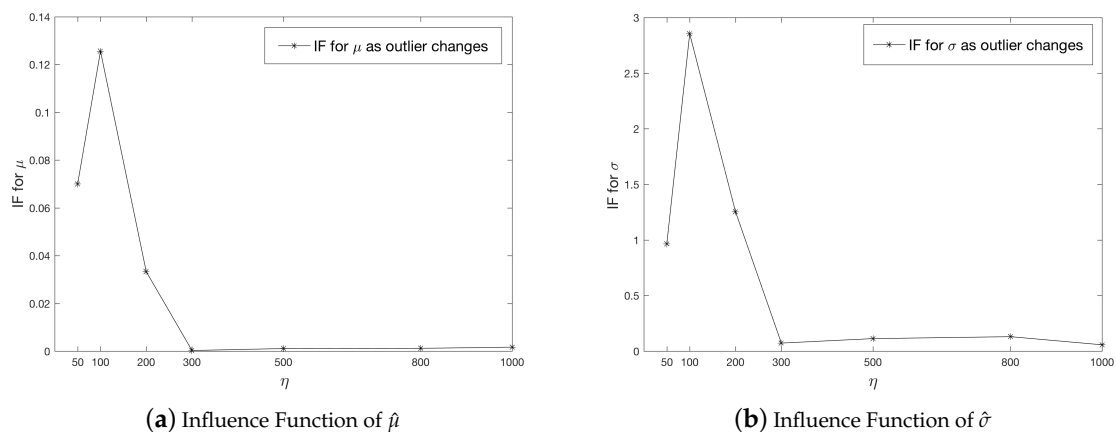 0.14
0.12
0.1
0.08
0.06
0.04
0.02
0
IF for μ
IF for μ as outlier changes
50 100 200 300 500 800 1000
η
(a) Influence Function of μ̂
3
2.5
2
1.5
1
0.5
0
IF for σ
IF for σ as outlier changes
50 100 200 300 500 800 1000
η
(b) Influence Function of σ̂